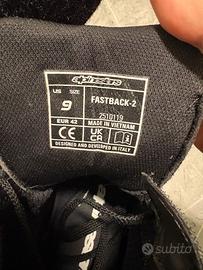 alpinestars
US SIZE
9
EUR 42
FASTBACK-2
2510119
MADE IN VIETNAM
CE UK CA
DESIGNED AND DEVELOPED IN ITALY
subito